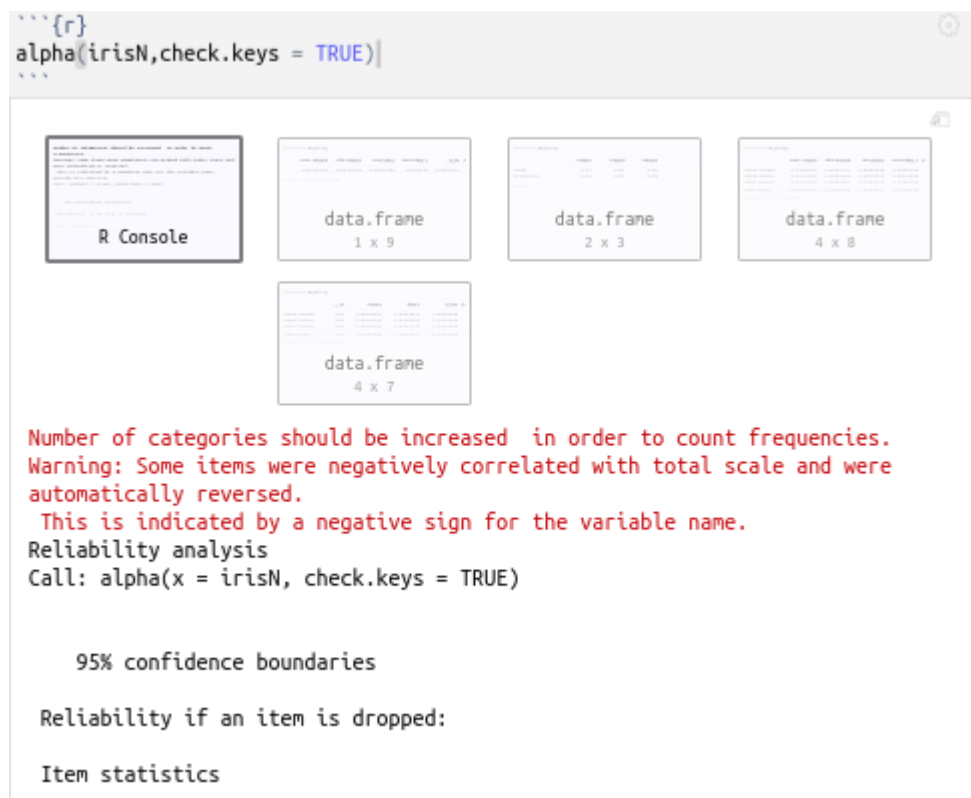 ```{r}
alpha(irisN,check.keys = TRUE)
```
R Console
data.frame
1 x 9
data.frame
2 x 3
data.frame
4 x 8
data.frame
4 x 7
Number of categories should be increased  in order to count frequencies.
Warning: Some items were negatively correlated with total scale and were
automatically reversed.
 This is indicated by a negative sign for the variable name.
Reliability analysis
Call: alpha(x = irisN, check.keys = TRUE)
95% confidence boundaries
Reliability if an item is dropped:
Item statistics